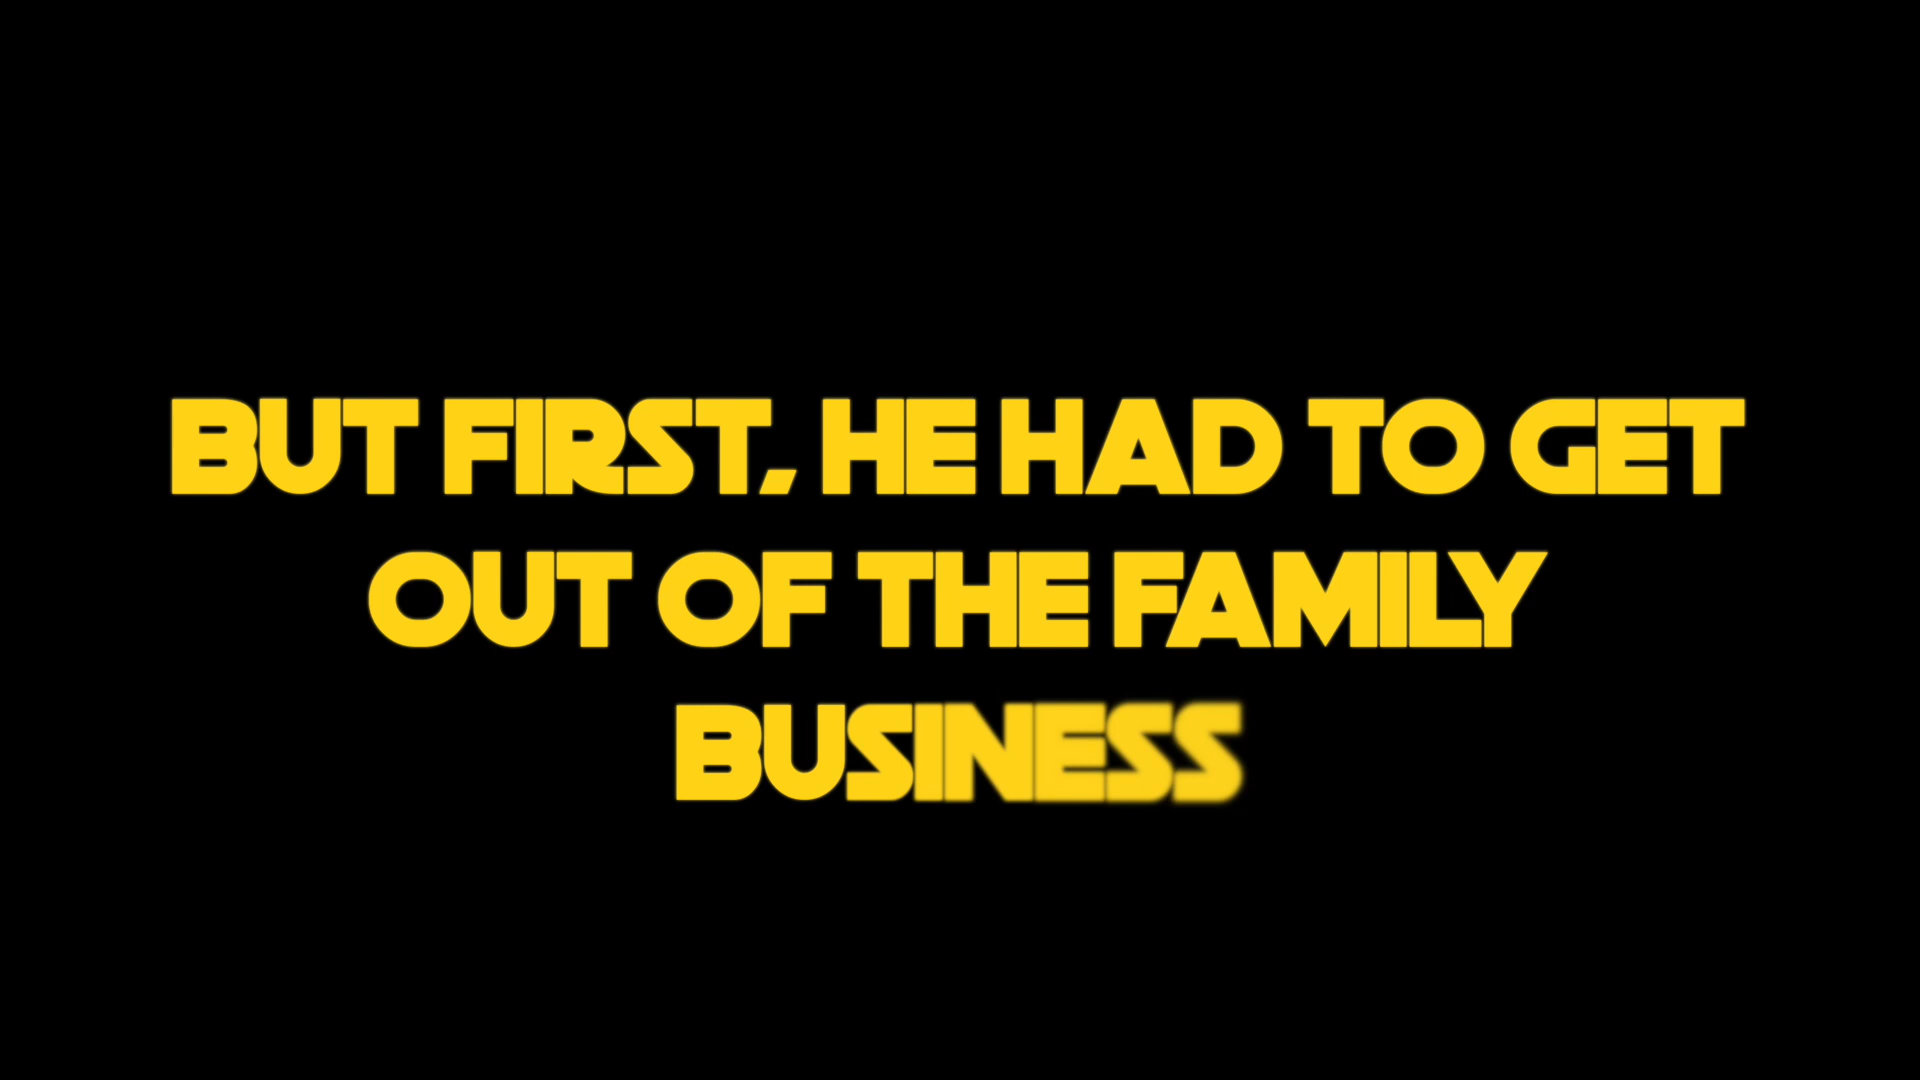 BUT FIRST, HE HAD TO GET
OUT OF THE FAMILY
BUSINESS